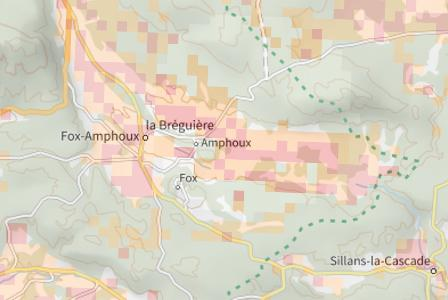 la Bréguière
Fox-Amphoux
Amphoux
Fox
Sillans-la-Cascade